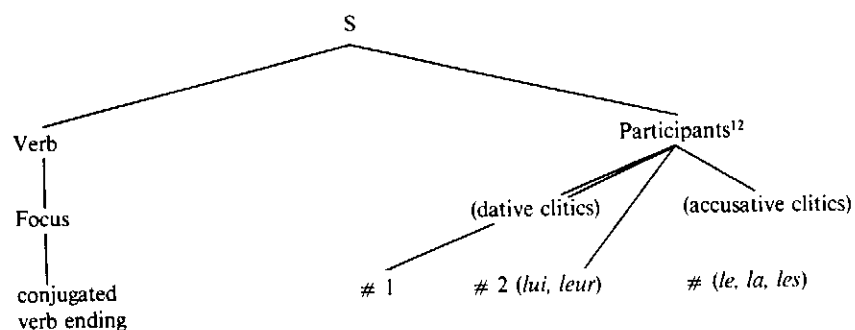 S
Verb
Participants¹²
Focus
(dative clitics) (accusative clitics)
conjugated
verb ending
# 1 # 2 (lui, leur) # (le, la, les)